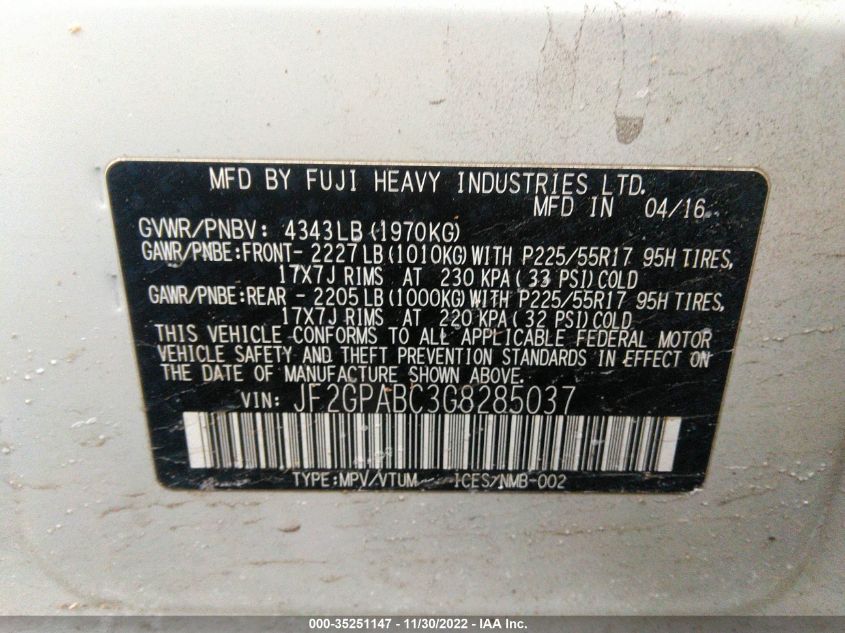 MFD BY FUJI HEAVY INDUSTRIES LTD.
MFD IN 04/16
GVWR/PNBV: 4343LB(1970KG)
GAWR/PNBE:FRONT- 2227LB(1010KG)WITH P225/55R17 95H TIRES,
17X7J RIMS AT 230 KPA(33 PSI)COLD
GAWR/PNBE:REAR - 2205LB(1000KG)WITH P225/55R17 95H TIRES,
17X7J RIMS AT 220 KPA(32 PSI)COLD
THIS VEHICLE CONFORMS TO ALL APPLICABLE FEDERAL MOTOR
VEHICLE SAFETY AND THEFT PREVENTION STANDARDS IN EFFECT ON
THE DATE OF MANUFACTURE SHOWN ABOVE.
VIN: JF2GPABC3G8285037
TYPE:MPV/VTUM ICES/NMB-002
000-35251147 - 11/30/2022 - IAA Inc.